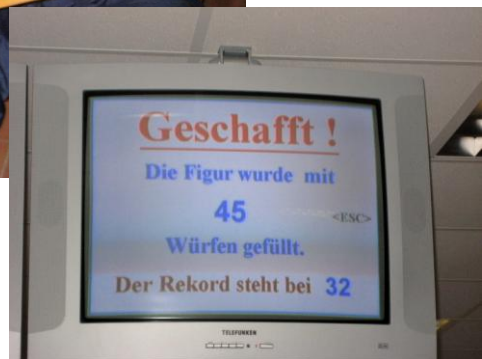 Geschafft !
Die Figur wurde mit
45
<ESC>
Würfen gefüllt.
Der Rekord steht bei 32
TELEFUNKEN